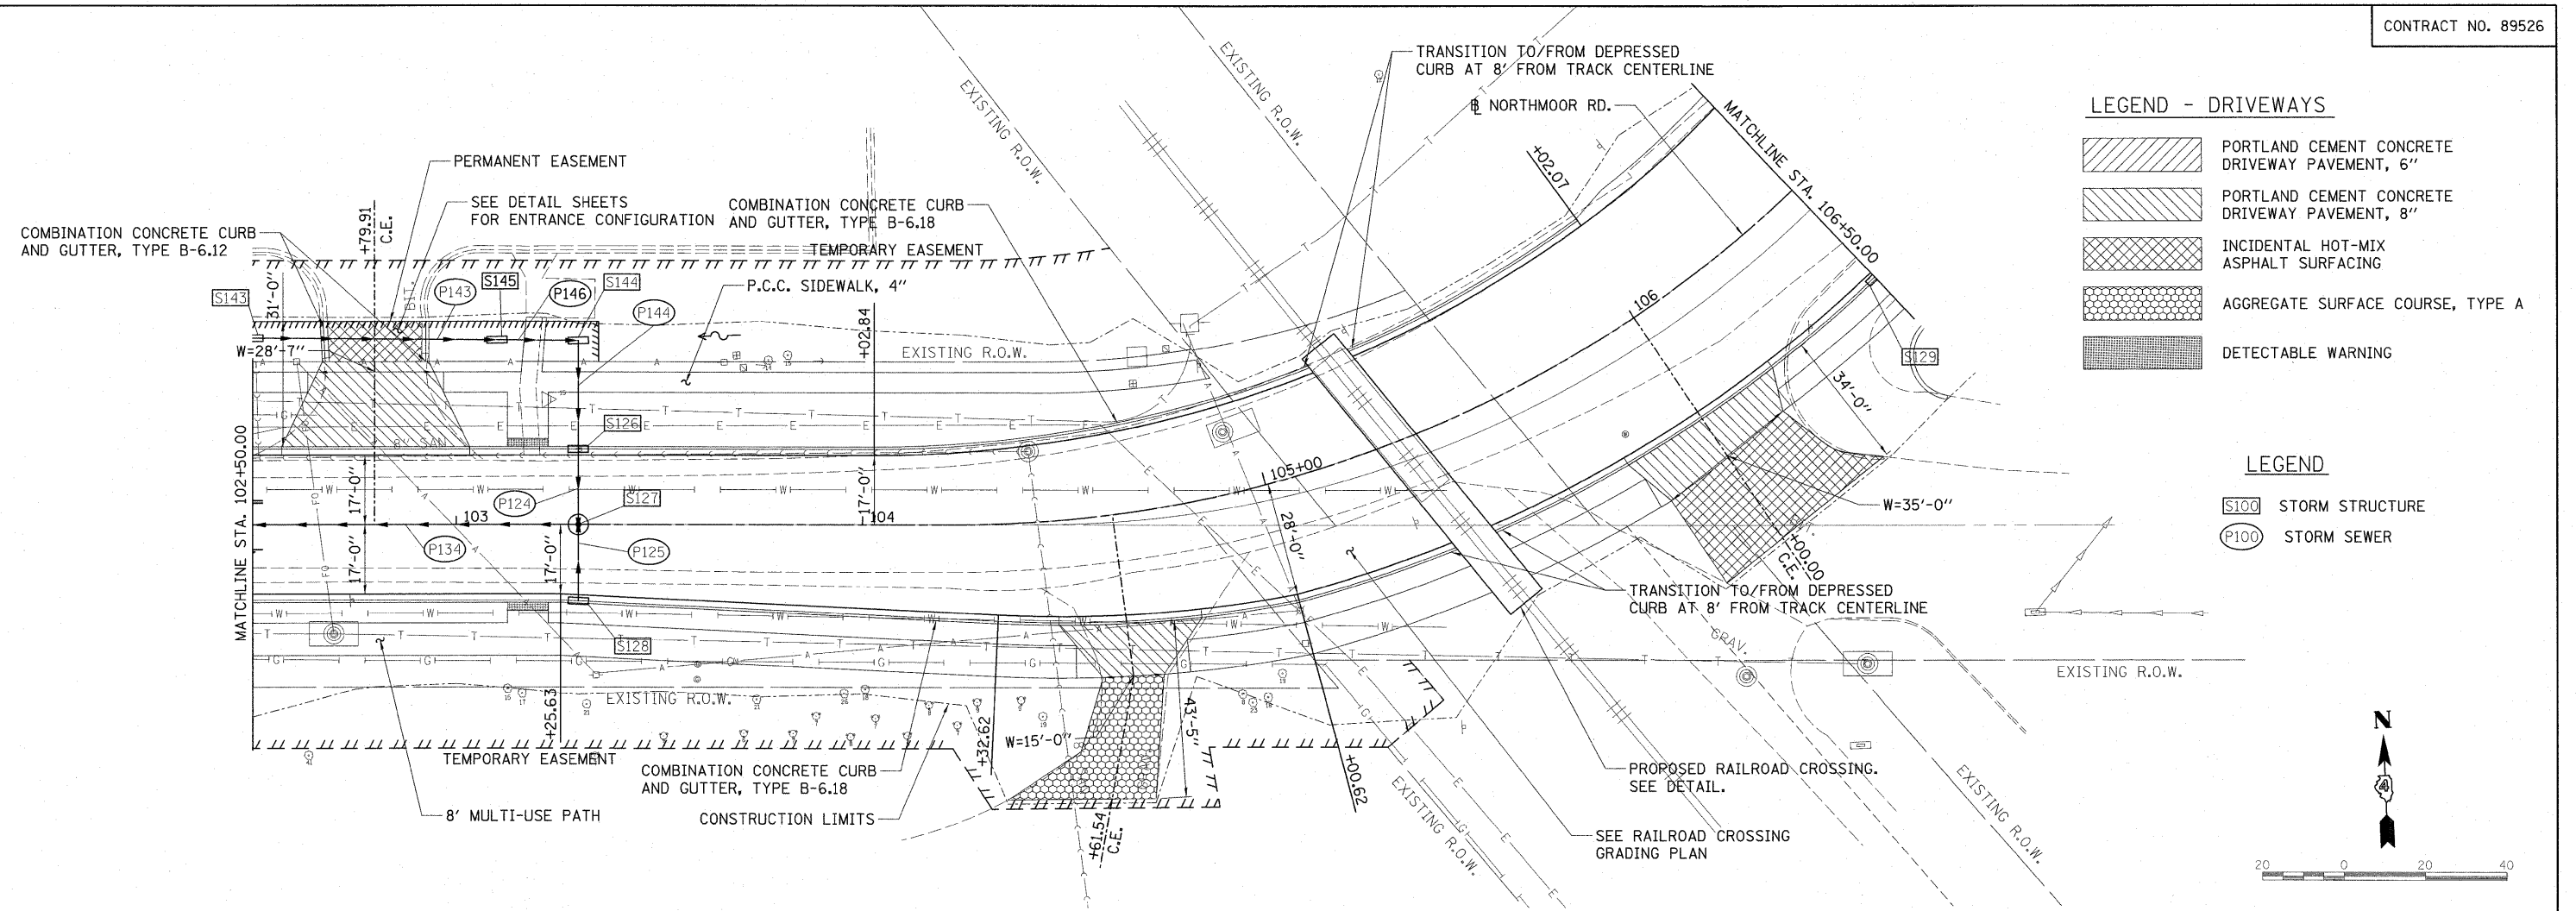 CONTRACT NO. 89526
TRANSITION TO/FROM DEPRESSED
CURB AT 8' FROM TRACK CENTERLINE
NORTHMOOR RD.
EXISTING R.O.W.
EXISTING R.O.W.
MATCHLINE STA. 106+50.00
+02.07
PERMANENT EASEMENT
SEE DETAIL SHEETS
FOR ENTRANCE CONFIGURATION
COMBINATION CONCRETE CURB
AND GUTTER, TYPE B-6.18
COMBINATION CONCRETE CURB
AND GUTTER, TYPE B-6.12
+79.91
C.E.
TEMPORARY EASEMENT
S143
31'-0"
BIT.
P143
S145
P146
S144
P144
P.C.C. SIDEWALK, 4"
+02.84
EXISTING R.O.W.
W=28'-7"
8" SAN
S126
106
S129
34'-0"
MATCHLINE STA. 102+50.00
17'-0"
17'-0"
P124
S127
103
104
105+00
W=35'-0"
P134
17'-0"
17'-0"
P125
28'-0"
+00.00
C.E.
TRANSITION TO/FROM DEPRESSED
CURB AT 8' FROM TRACK CENTERLINE
GRAV.
S128
EXISTING R.O.W.
EXISTING R.O.W.
+25.63
+32.62
W=15'-0"
43'-5"
TEMPORARY EASEMENT
COMBINATION CONCRETE CURB
AND GUTTER, TYPE B-6.18
8' MULTI-USE PATH
CONSTRUCTION LIMITS
+61.54
C.E.
+00.62
EXISTING R.O.W.
PROPOSED RAILROAD CROSSING.
SEE DETAIL.
SEE RAILROAD CROSSING
GRADING PLAN
EXISTING R.O.W.
LEGEND - DRIVEWAYS
PORTLAND CEMENT CONCRETE
DRIVEWAY PAVEMENT, 6"
PORTLAND CEMENT CONCRETE
DRIVEWAY PAVEMENT, 8"
INCIDENTAL HOT-MIX
ASPHALT SURFACING
AGGREGATE SURFACE COURSE, TYPE A
DETECTABLE WARNING
LEGEND
S100 STORM STRUCTURE
P100 STORM SEWER
N
4
20 0 20 40